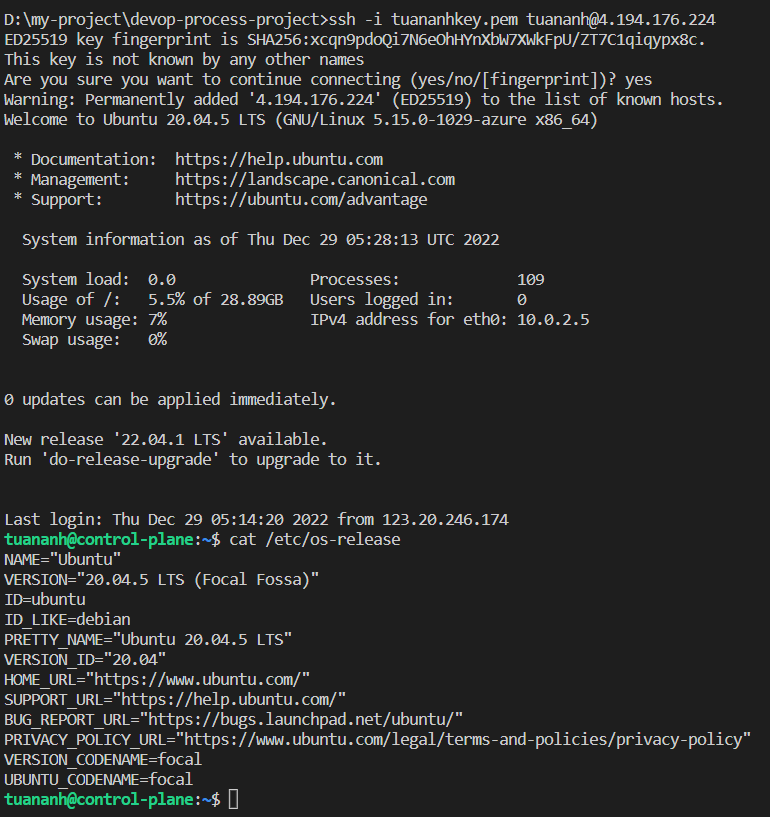 D:\my-project\devop-process-project>ssh -i tuananhkey.pem tuananh@4.194.176.224
ED25519 key fingerprint is SHA256:xcqn9pdoQi7N6eOhHYnXbW7XWkFpU/ZT7C1qiqypx8c.
This key is not known by any other names
Are you sure you want to continue connecting (yes/no/[fingerprint])? yes
Warning: Permanently added '4.194.176.224' (ED25519) to the list of known hosts.
Welcome to Ubuntu 20.04.5 LTS (GNU/Linux 5.15.0-1029-azure x86_64)
* Documentation:  https://help.ubuntu.com
* Management:     https://landscape.canonical.com
* Support:        https://ubuntu.com/advantage
System information as of Thu Dec 29 05:28:13 UTC 2022
System load:  0.0                Processes:             109
Usage of /:   5.5% of 28.89GB   Users logged in:       0
Memory usage: 7%                 IPv4 address for eth0: 10.0.2.5
Swap usage:   0%
0 updates can be applied immediately.
New release '22.04.1 LTS' available.
Run 'do-release-upgrade' to upgrade to it.
Last login: Thu Dec 29 05:14:20 2022 from 123.20.246.174
tuananh@control-plane:~$ cat /etc/os-release
NAME="Ubuntu"
VERSION="20.04.5 LTS (Focal Fossa)"
ID=ubuntu
ID_LIKE=debian
PRETTY_NAME="Ubuntu 20.04.5 LTS"
VERSION_ID="20.04"
HOME_URL="https://www.ubuntu.com/"
SUPPORT_URL="https://help.ubuntu.com/"
BUG_REPORT_URL="https://bugs.launchpad.net/ubuntu/"
PRIVACY_POLICY_URL="https://www.ubuntu.com/legal/terms-and-policies/privacy-policy"
VERSION_CODENAME=focal
UBUNTU_CODENAME=focal
tuananh@control-plane:~$